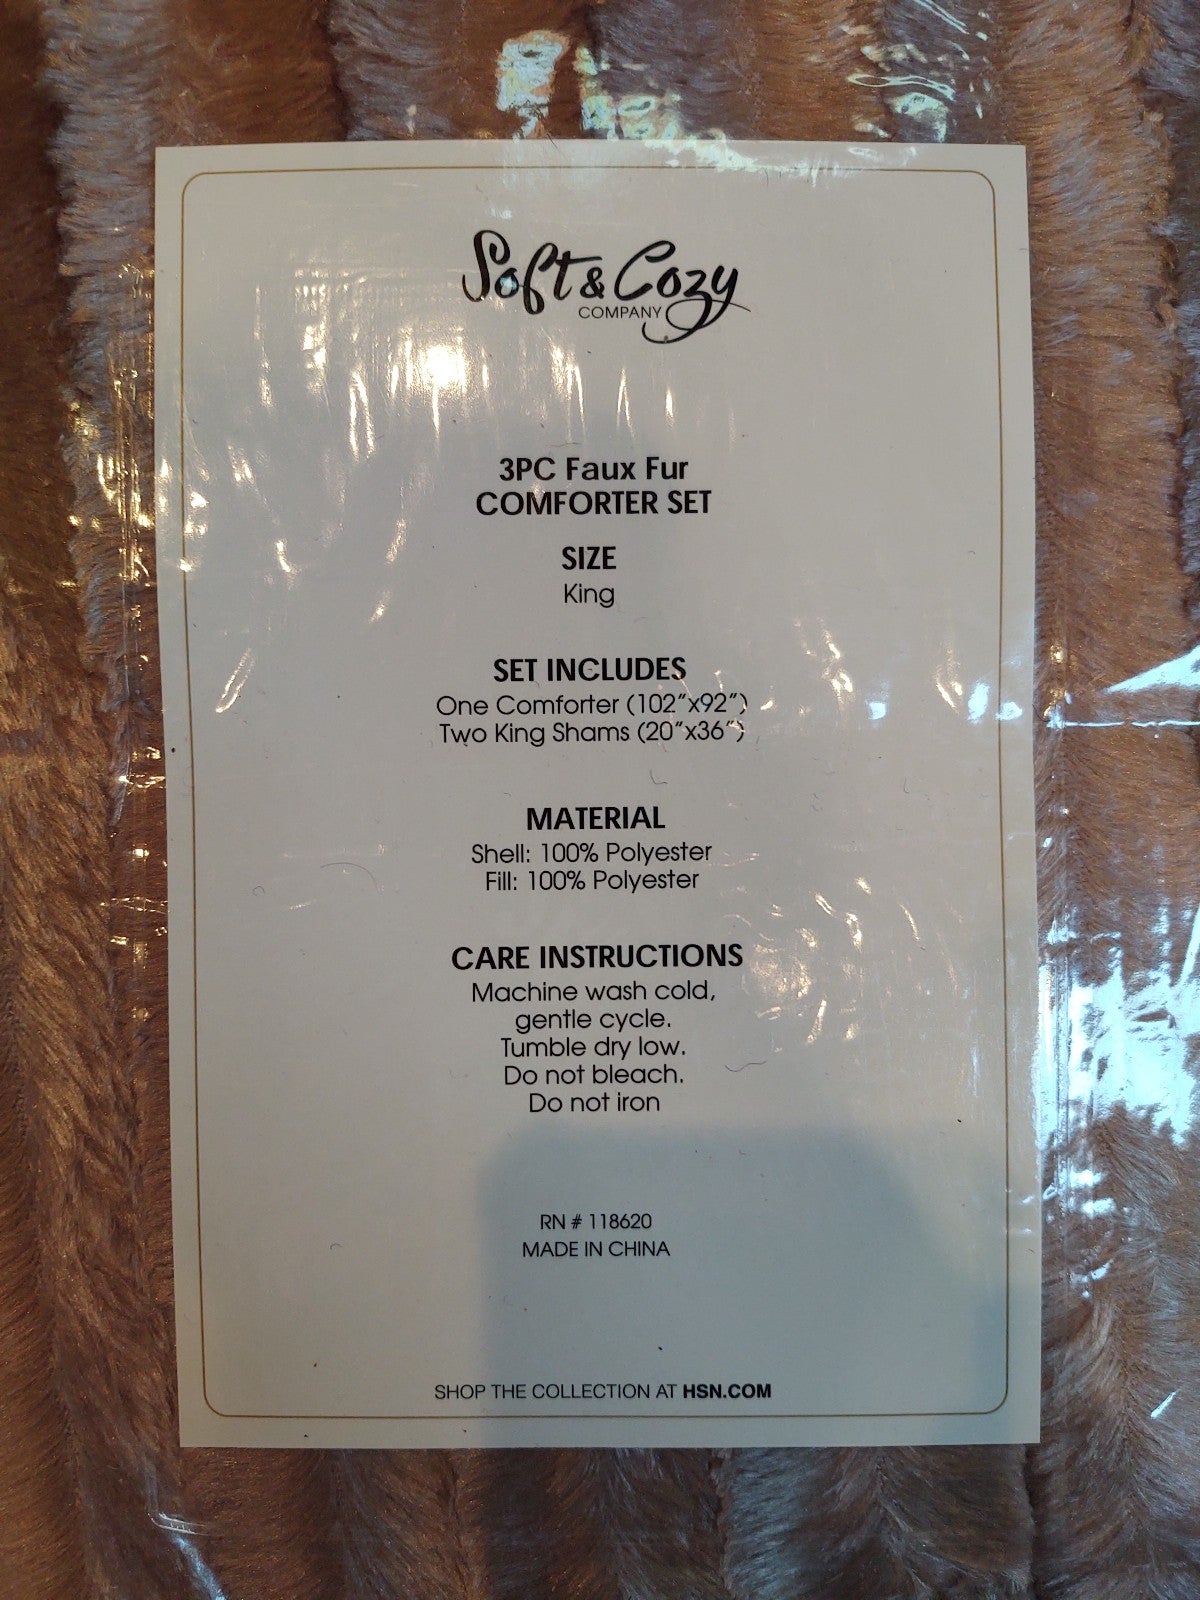 Soft & Cozy
COMPANY
3PC Faux Fur
COMFORTER SET
SIZE
King
SET INCLUDES
One Comforter (102”x92”)
Two King Shams (20”x36”)
MATERIAL
Shell: 100% Polyester
Fill: 100% Polyester
CARE INSTRUCTIONS
Machine wash cold,
gentle cycle.
Tumble dry low.
Do not bleach.
Do not iron
RN # 118620
MADE IN CHINA
SHOP THE COLLECTION AT HSN.COM